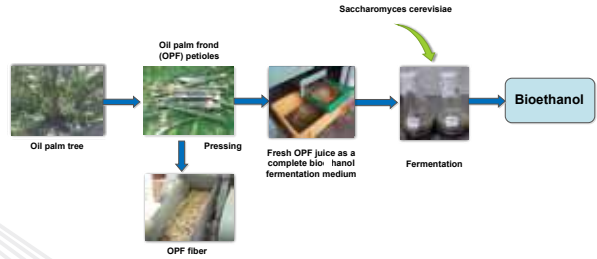 Saccharomyces cerevisiae
Oil palm frond
(OPF) petioles
Bioethanol
Oil palm tree
Pressing
Fresh OPF juice as a
complete bioethanol
fermentation medium
Fermentation
OPF fiber